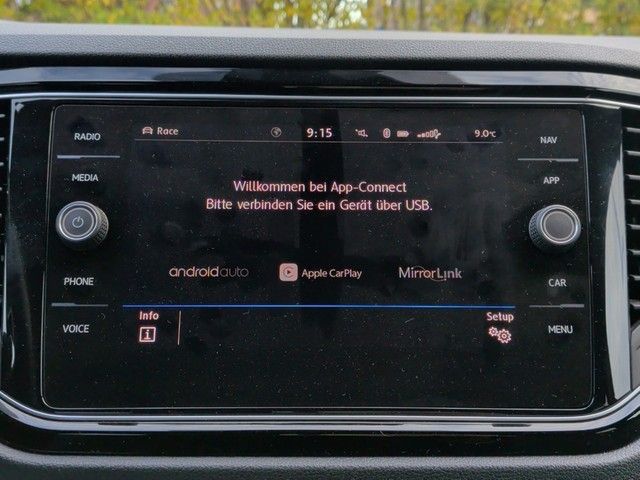 RADIO
MEDIA
PHONE
VOICE
Race 9:15 9.0°C
Willkommen bei App-Connect
Bitte verbinden Sie ein Gerät über USB.
androidauto Apple CarPlay MirrorLink
Info Setup
NAV
APP
CAR
MENU